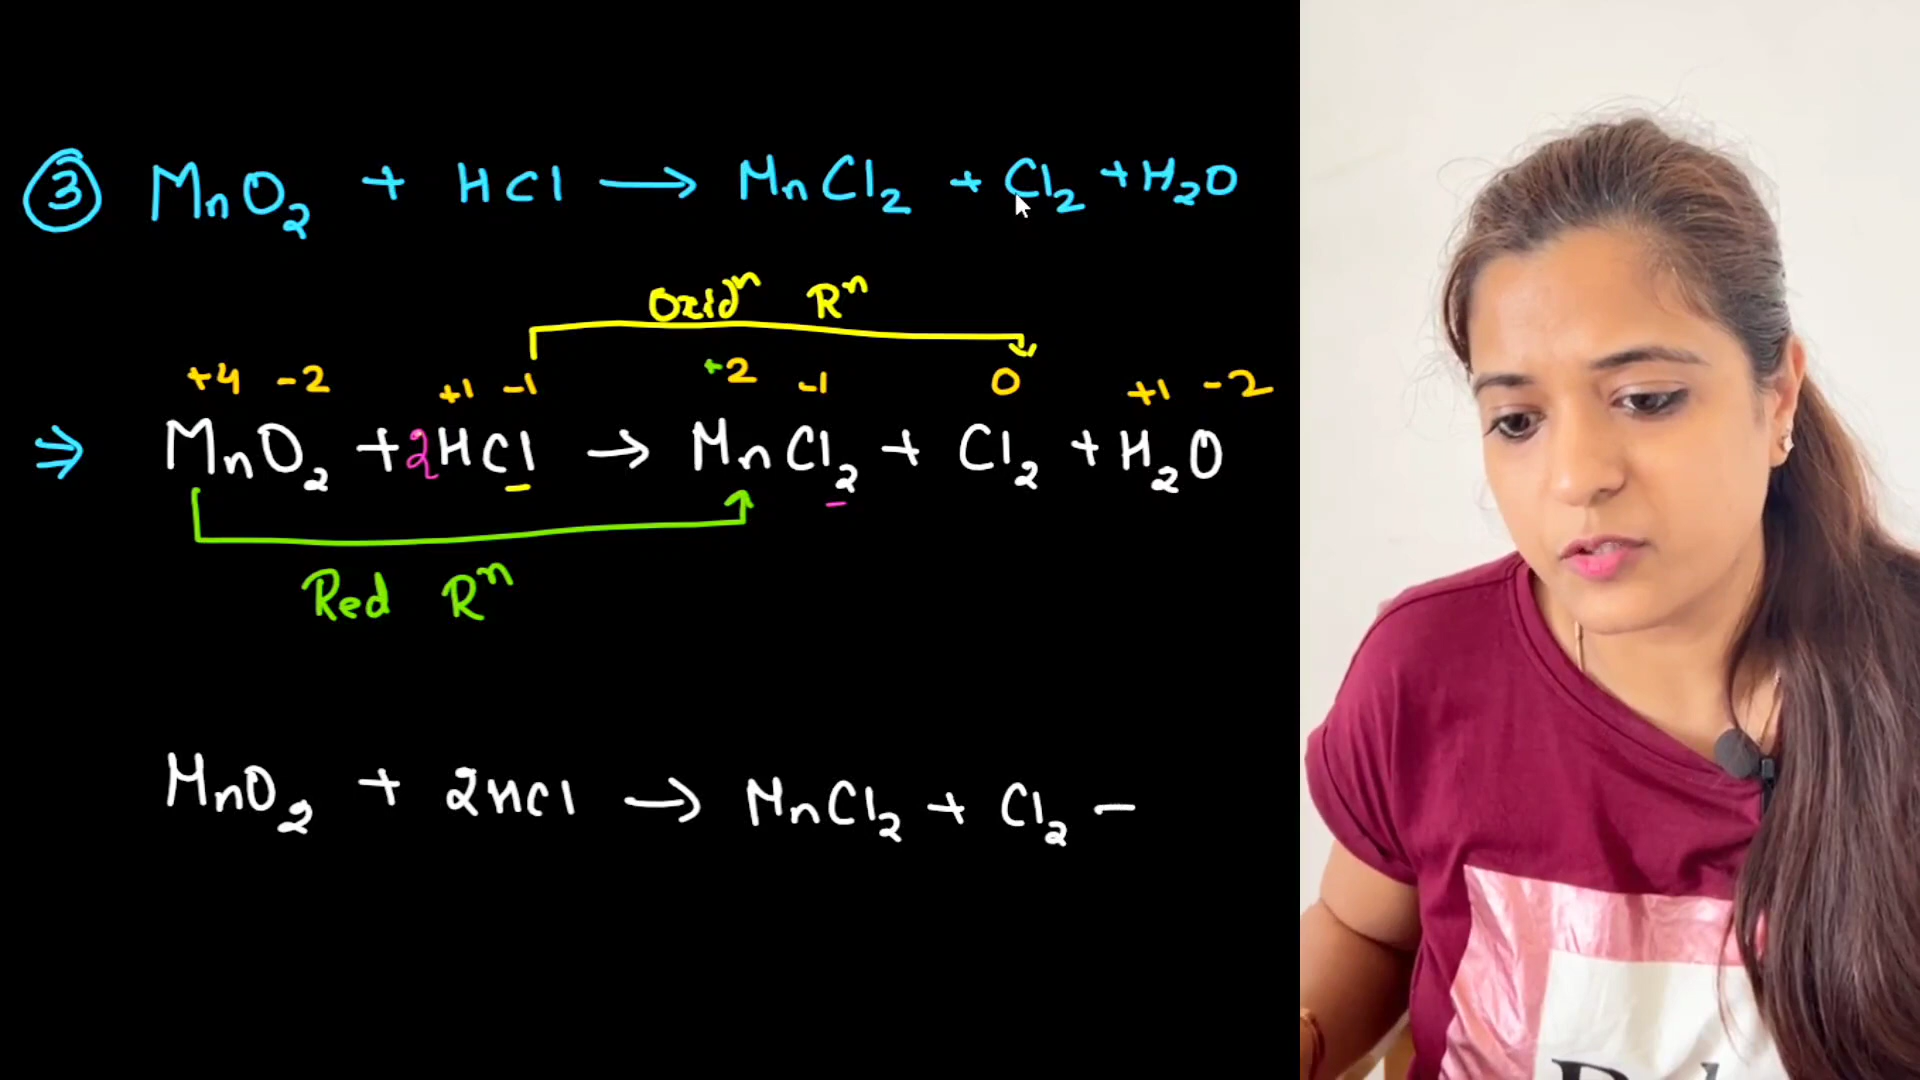 ③ MnO₂ + HCl → MnCl₂ + Cl₂ + H₂O
Oxidⁿ Rⁿ
+4 -2 +1 -1 +2 -1 0 +1 -2
⇒ MnO₂ + 2HCl → MnCl₂ + Cl₂ + H₂O
Red Rⁿ
MnO₂ + 2HCl → MnCl₂ + Cl₂ −